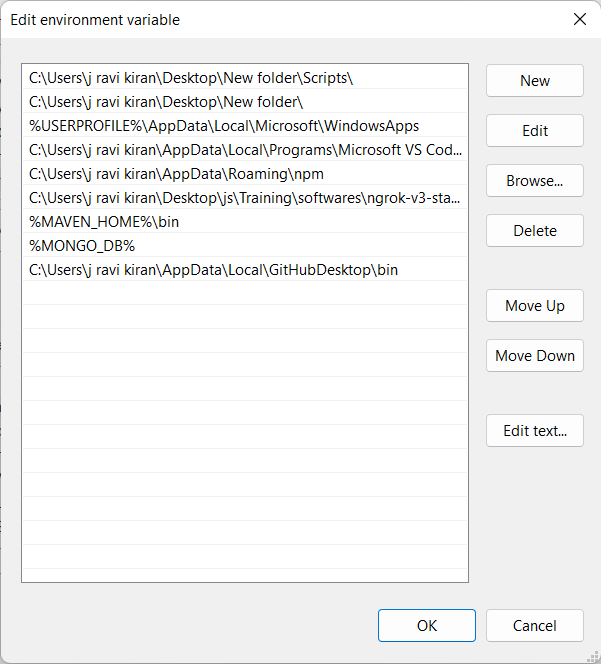 Edit environment variable
C:\Users\j ravi kiran\Desktop\New folder\Scripts\
C:\Users\j ravi kiran\Desktop\New folder\
%USERPROFILE%\AppData\Local\Microsoft\WindowsApps
C:\Users\j ravi kiran\AppData\Local\Programs\Microsoft VS Cod...
C:\Users\j ravi kiran\AppData\Roaming\npm
C:\Users\j ravi kiran\Desktop\js\Training\softwares\ngrok-v3-sta...
%MAVEN_HOME%\bin
%MONGO_DB%
C:\Users\j ravi kiran\AppData\Local\GitHubDesktop\bin
New
Edit
Browse...
Delete
Move Up
Move Down
Edit text...
OK
Cancel